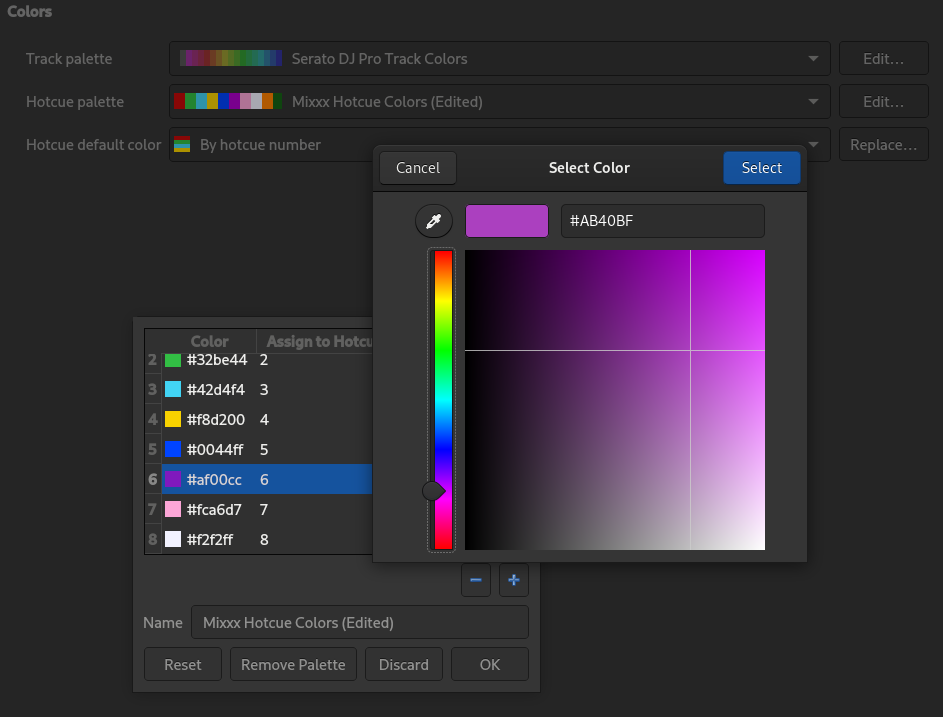 Colors
Track palette Serato DJ Pro Track Colors Edit...
Hotcue palette Mixxx Hotcue Colors (Edited) Edit...
Hotcue default color By hotcue number Replace...
Cancel Select Color Select
#AB40BF
Color Assign to Hotcu
2 #32be44 2
3 #42d4f4 3
4 #f8d200 4
5 #0044ff 5
6 #af00cc 6
7 #fca6d7 7
8 #f2f2ff 8
− +
Name Mixxx Hotcue Colors (Edited)
Reset Remove Palette Discard OK